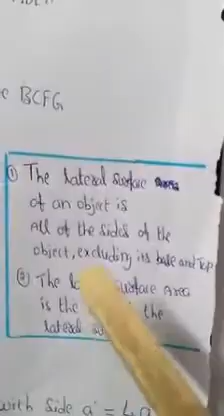 BCFG
① The lateral surface
of an object is
all of the sides of the
object, excluding its base and Top
② The surface Area
is the the
lateral
with side a =